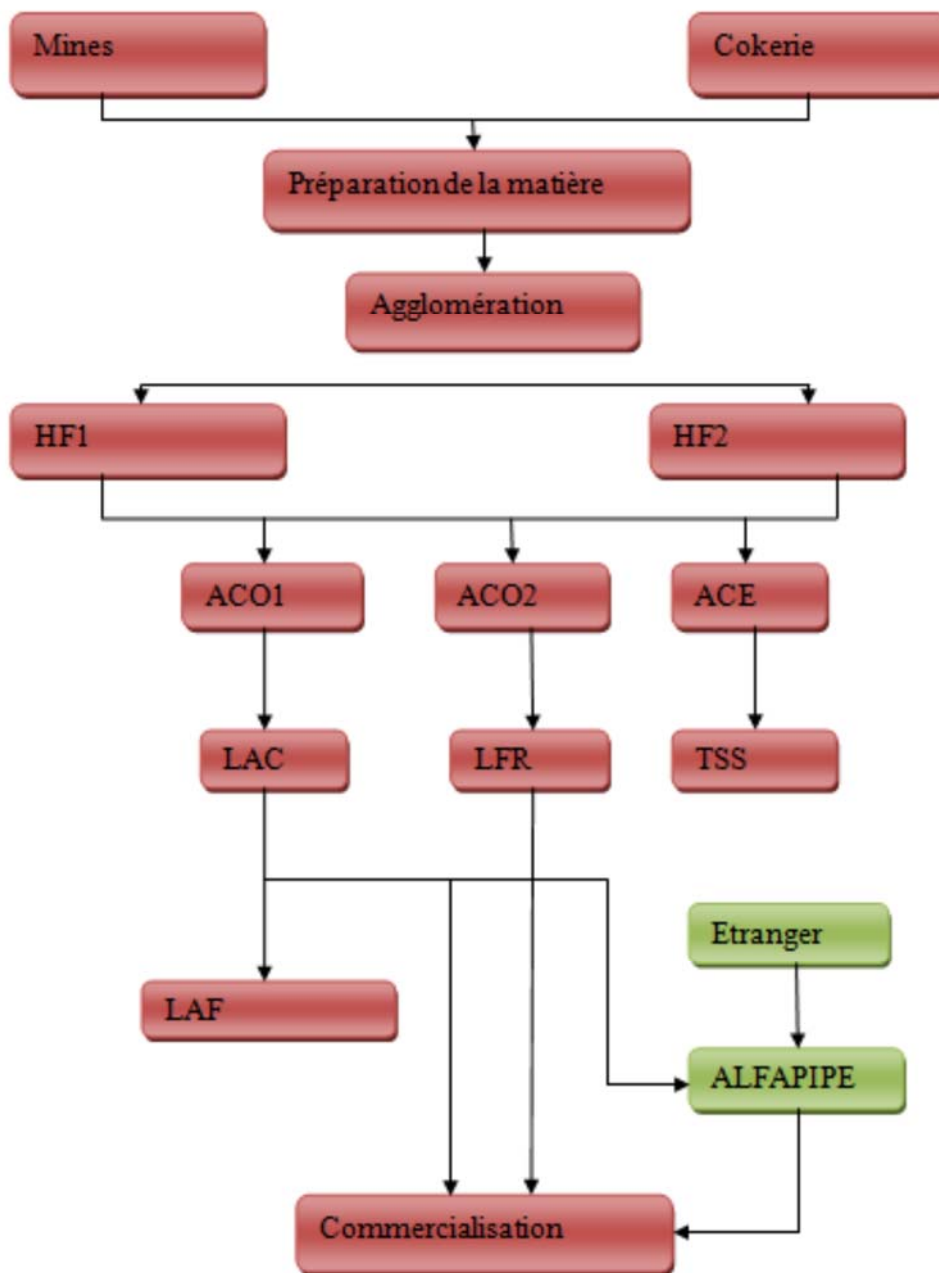 Mines
Cokerie
Préparation de la matière
Agglomération
HF1
HF2
ACO1
ACO2
ACE
LAC
LFR
TSS
Etranger
LAF
ALFAPIPE
Commercialisation